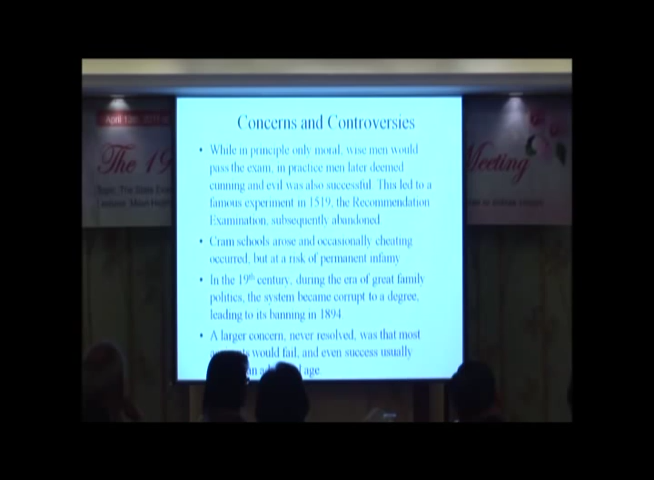 Concerns and Controversies
• While in principle only moral, wise men would
pass the exam, in practice men later deemed
cunning and evil was also successful. This led to a
famous experiment in 1519, the Recommendation
Examination, subsequently abandoned
• Cram schools arose and occasionally cheating
occurred, but at a risk of permanent infamy
• In the 19th century, during the era of great family
politics, the system became corrupt to a degree,
leading to its banning in 1894
• A larger concern, never resolved, was that most
would fail, and even success usually
age
April
The 19
Meeting